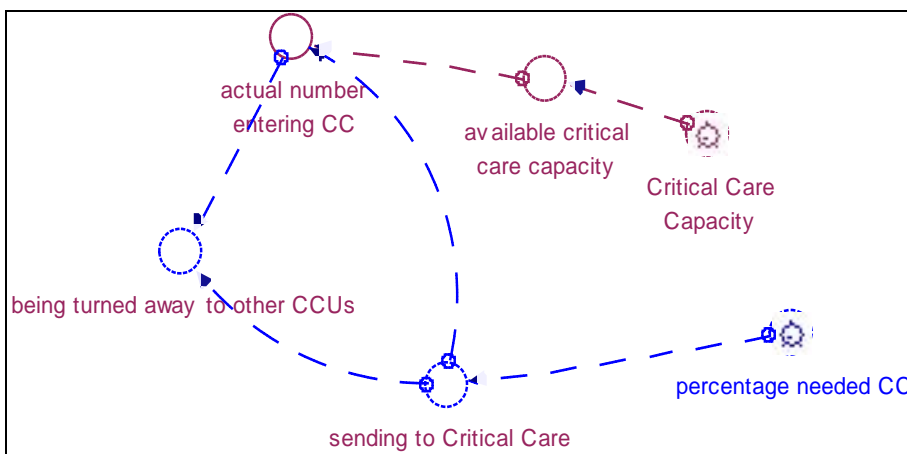 actual number
entering CC
available critical
care capacity
Critical Care
Capacity
being turned away to other CCUs
percentage needed CC
sending to Critical Care